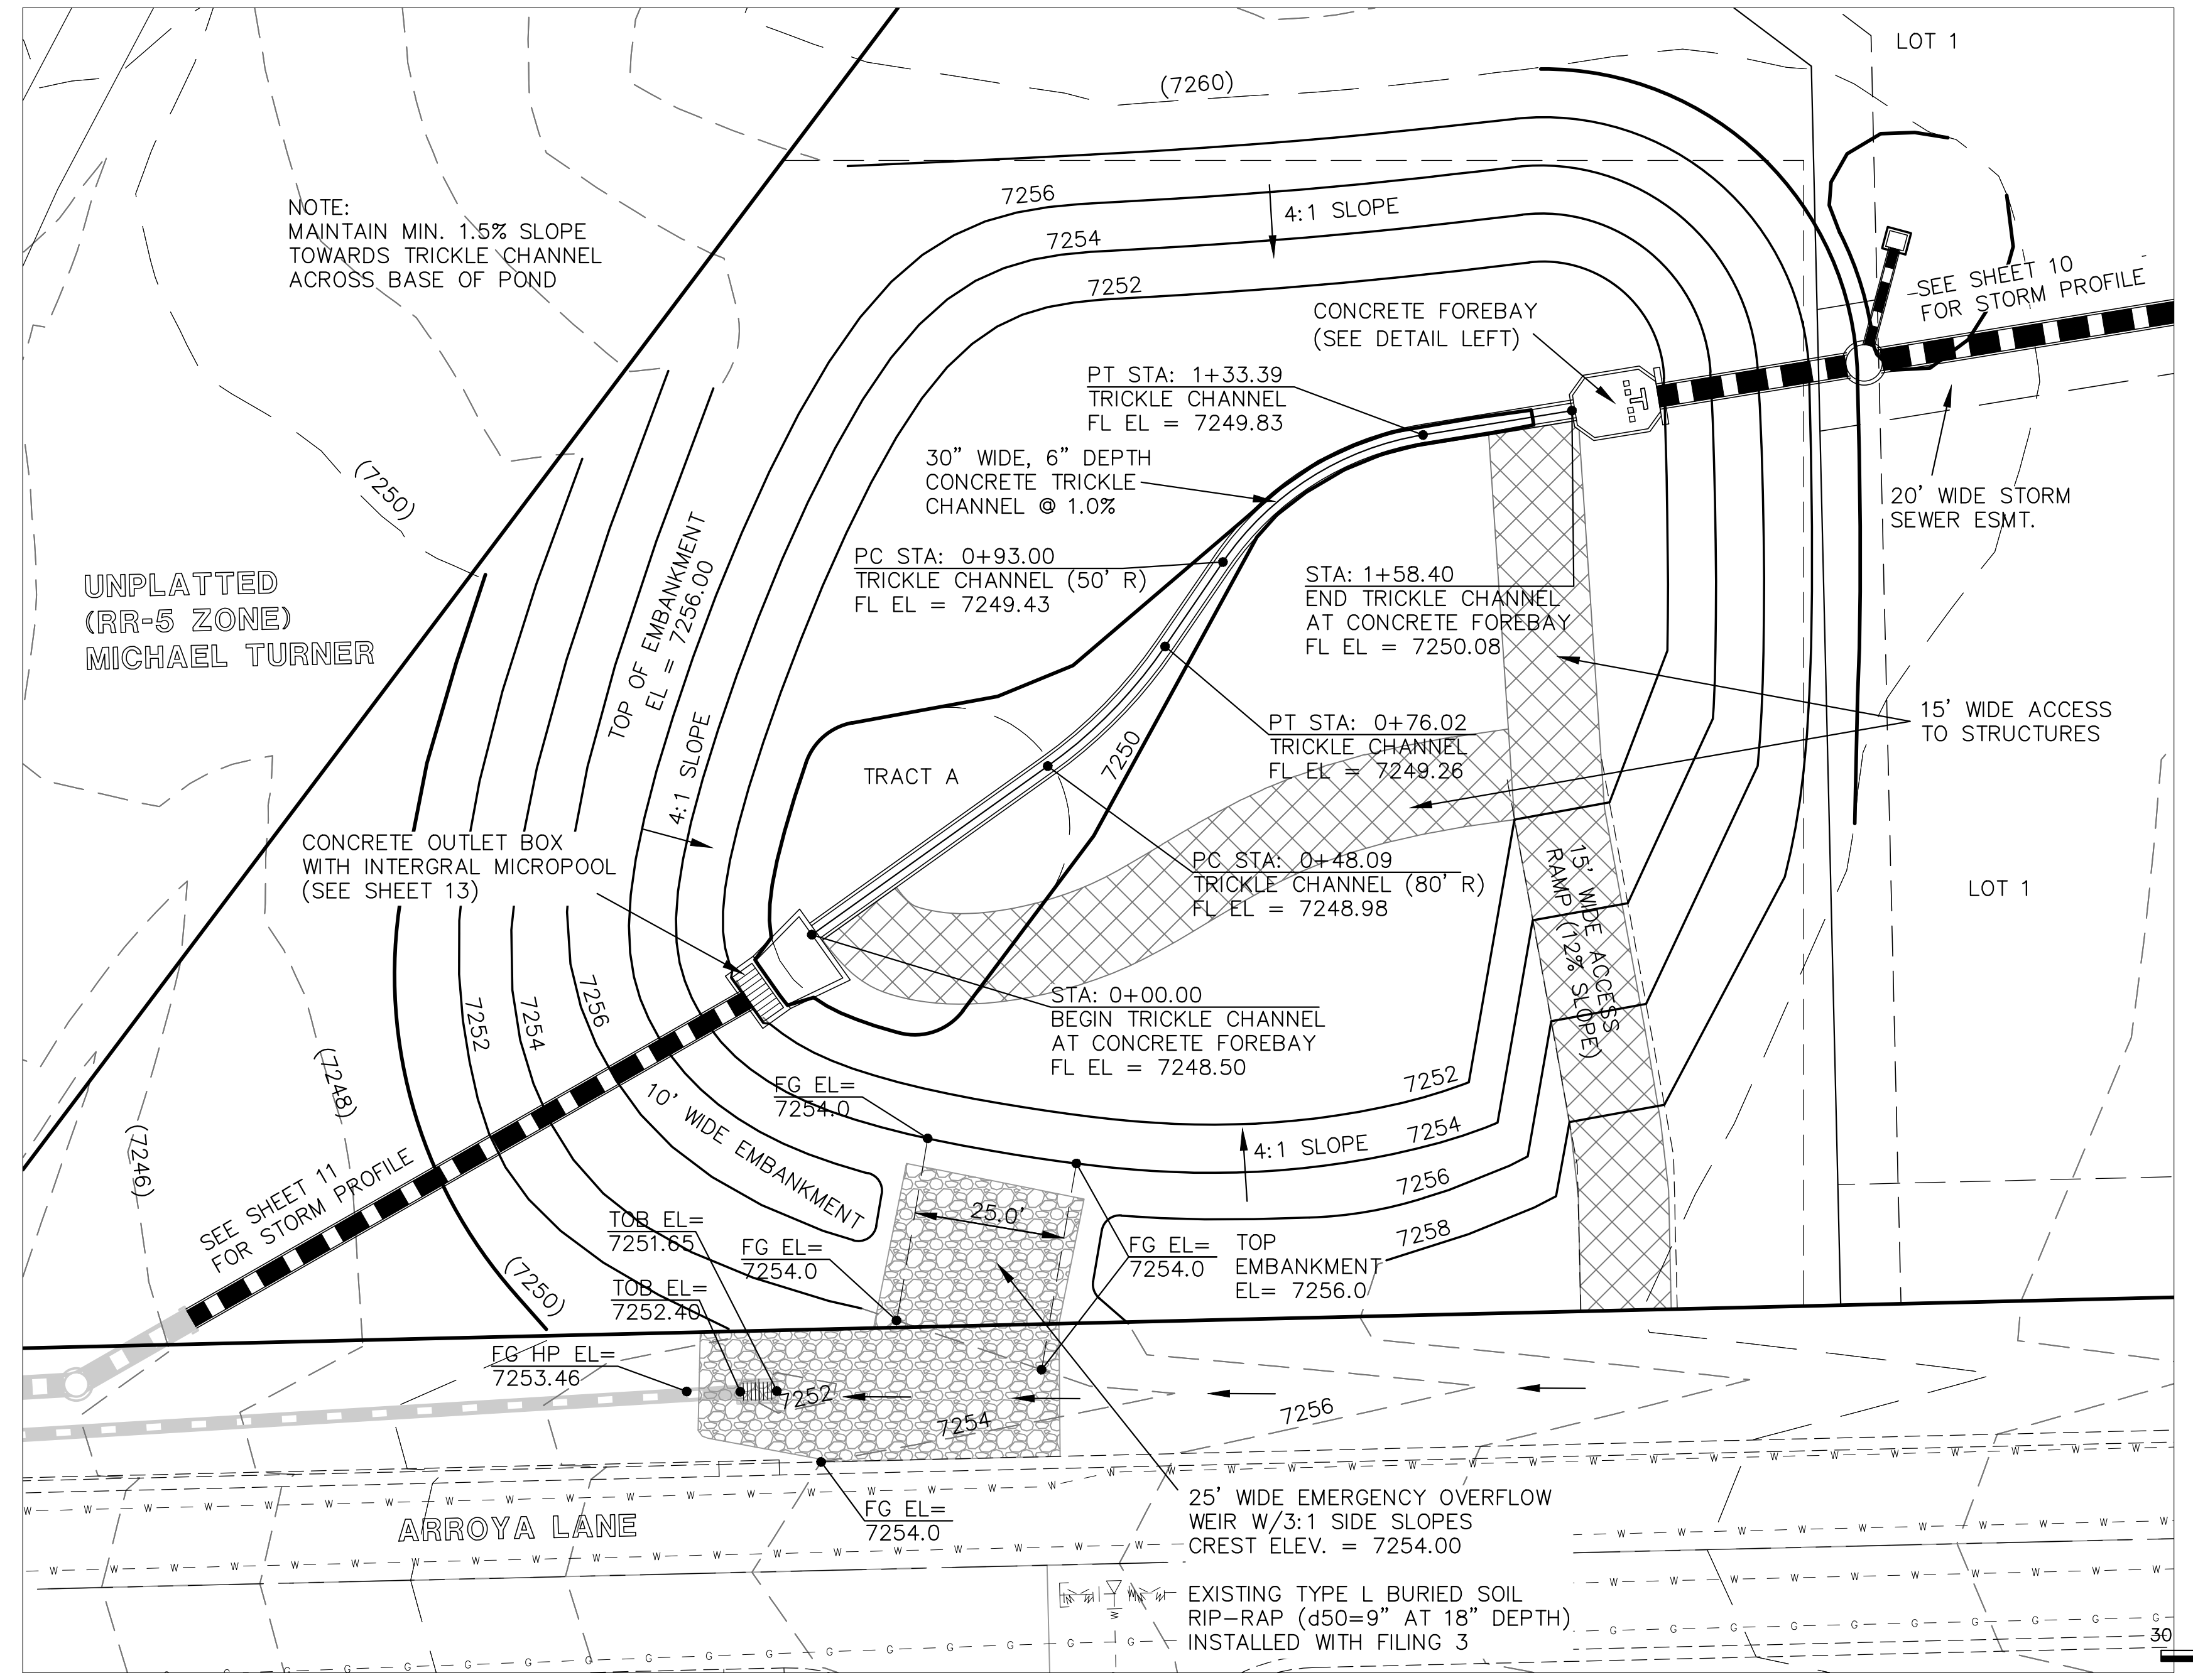 LOT 1
(7260)
NOTE:
MAINTAIN MIN. 1.5% SLOPE
TOWARDS TRICKLE CHANNEL
ACROSS BASE OF POND
7256
4:1 SLOPE
7254
7252
SEE SHEET 10
FOR STORM PROFILE
CONCRETE FOREBAY
(SEE DETAIL LEFT)
PT STA: 1+33.39
TRICKLE CHANNEL
FL EL = 7249.83
30” WIDE, 6” DEPTH
CONCRETE TRICKLE
CHANNEL @ 1.0%
(7250)
20’ WIDE STORM
SEWER ESMT.
PC STA: 0+93.00
TRICKLE CHANNEL (50’ R)
FL EL = 7249.43
STA: 1+58.40
END TRICKLE CHANNEL
AT CONCRETE FOREBAY
FL EL = 7250.08
UNPLATTED
(RR-5 ZONE)
MICHAEL TURNER
TOP OF EMBANKMENT
EL = 7256.00
15’ WIDE ACCESS
TO STRUCTURES
PT STA: 0+76.02
TRICKLE CHANNEL
FL EL = 7249.26
7250
TRACT A
4:1 SLOPE
CONCRETE OUTLET BOX
WITH INTERGRAL MICROPOOL
(SEE SHEET 13)
PC STA: 0+48.09
TRICKLE CHANNEL (80’ R)
FL EL = 7248.98
15’ WIDE ACCESS
RAMP (12% SLOPE)
LOT 1
7252
7254
7256
STA: 0+00.00
BEGIN TRICKLE CHANNEL
AT CONCRETE FOREBAY
FL EL = 7248.50
(7248)
(7246)
FG EL=
7254.0
10’ WIDE EMBANKMENT
7252
7254
4:1 SLOPE
7256
7258
SEE SHEET 11
FOR STORM PROFILE
TOB EL=
7251.65
FG EL=
7254.0
25.0’
FG EL=
7254.0
TOP
EMBANKMENT
EL= 7256.0
(7250)
TOB EL=
7252.40
FG HP EL=
7253.46
7252
7254
7256
FG EL=
7254.0
ARROYA LANE
25’ WIDE EMERGENCY OVERFLOW
WEIR W/3:1 SIDE SLOPES
CREST ELEV. = 7254.00
EXISTING TYPE L BURIED SOIL
RIP-RAP (d50=9” AT 18” DEPTH)
INSTALLED WITH FILING 3
30